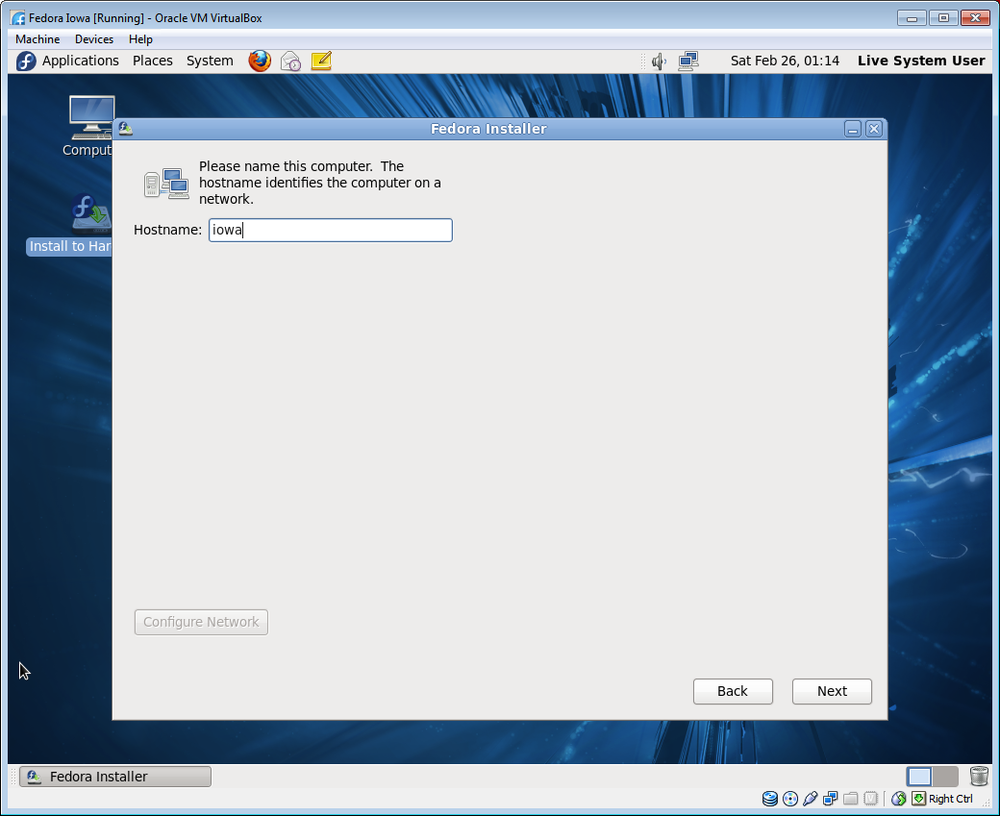 Fedora Iowa [Running] - Oracle VM VirtualBox
Machine Devices Help
Applications Places System Sat Feb 26, 01:14 Live System User
Comput
Install to Har
Fedora Installer
Please name this computer. The
hostname identifies the computer on a
network.
Hostname: iowa
Configure Network
Back Next
Fedora Installer
Right Ctrl